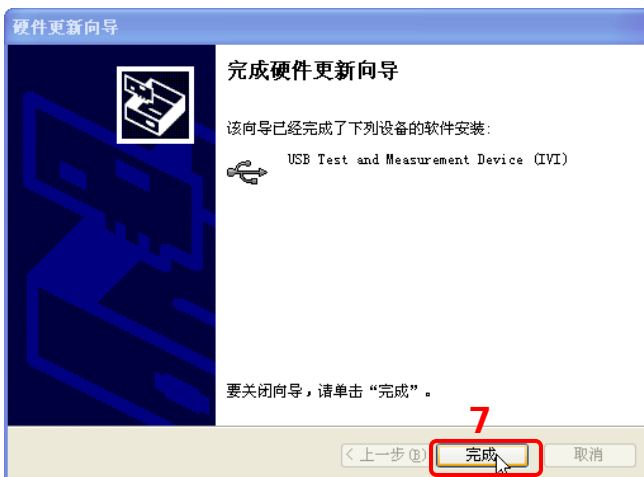 硬件更新向导
完成硬件更新向导
该向导已经完成了下列设备的软件安装:
USB Test and Measurement Device (IVI)
要关闭向导，请单击“完成”。
7
< 上一步(B) 完成 取消